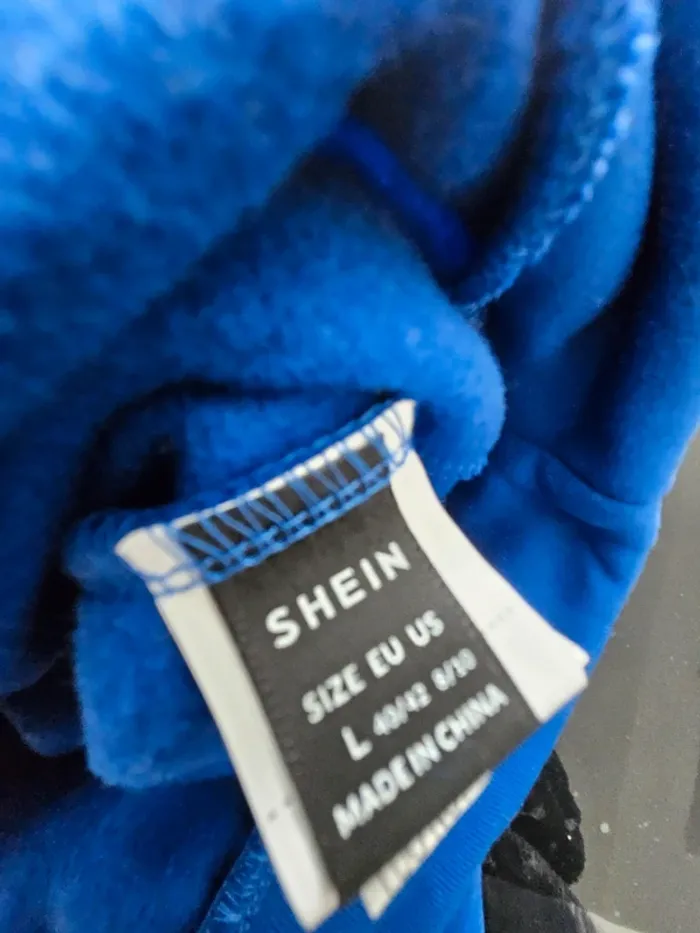 SHEIN
SIZE EU US
L 40/42 8/10
MADE IN CHINA